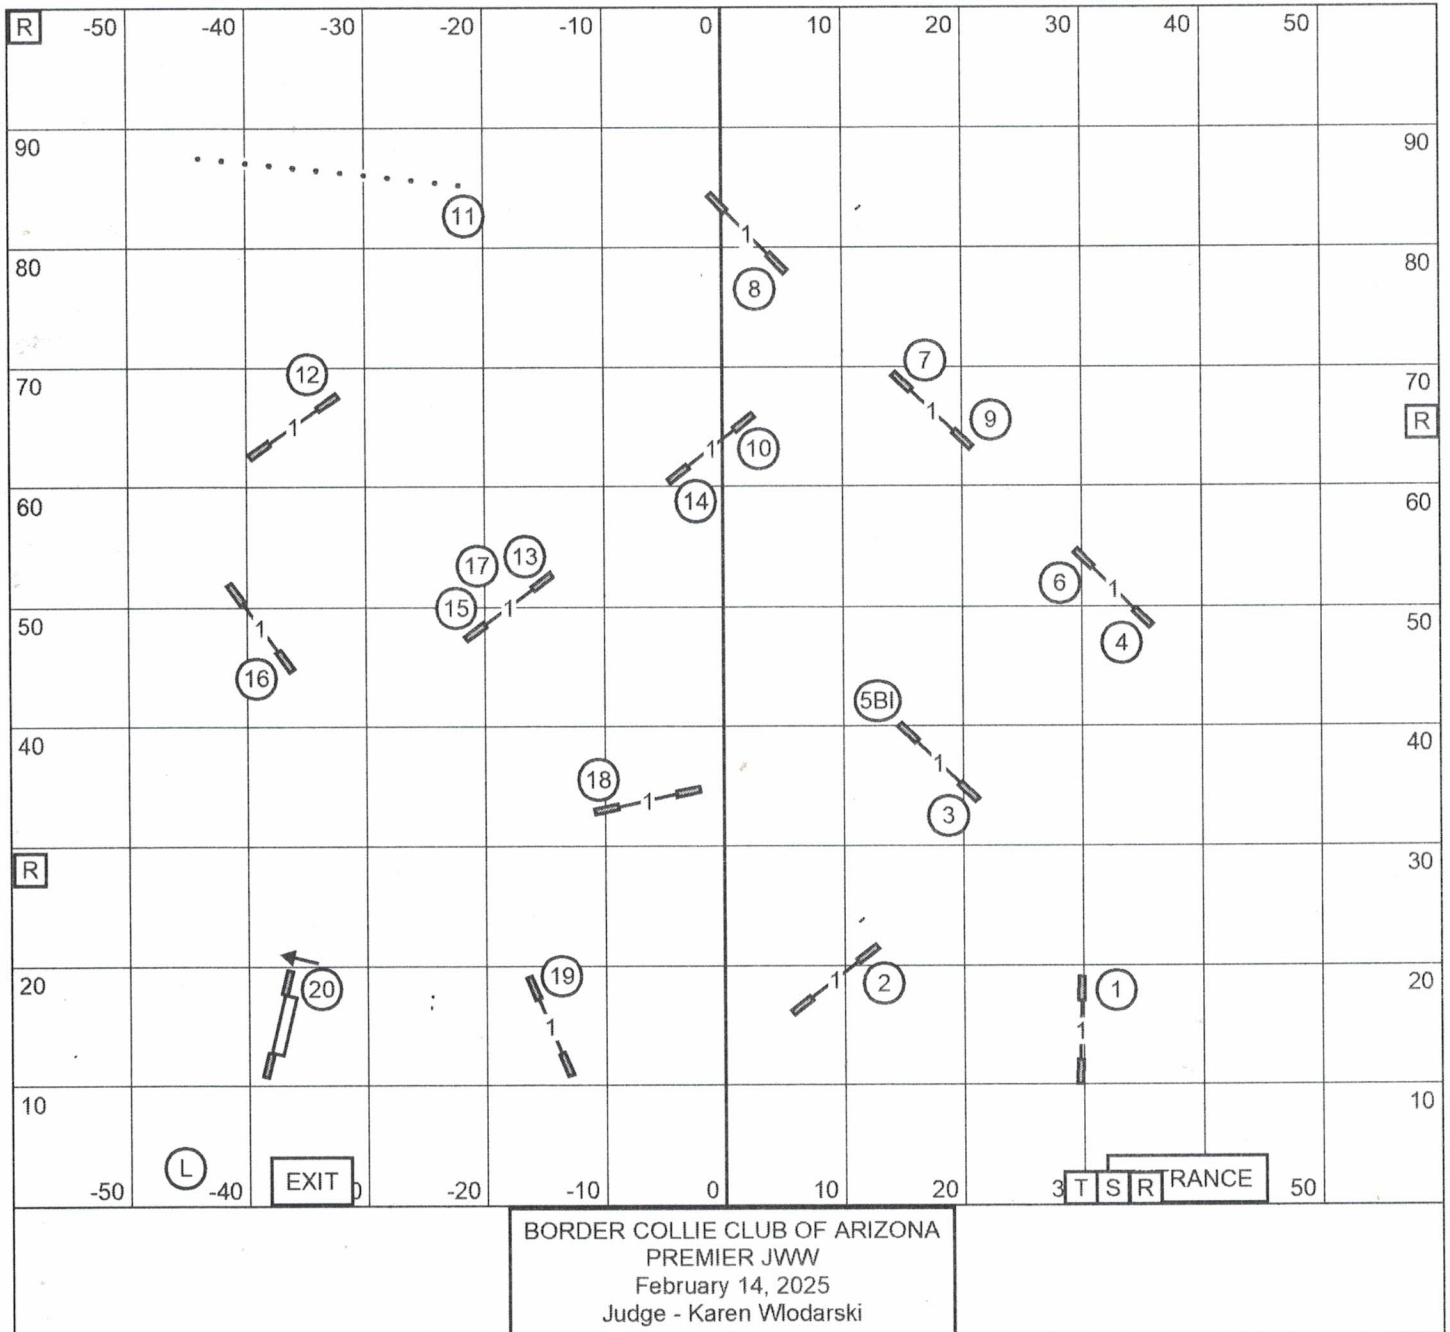 R -50 -40 -30 -20 -10 0 10 20 30 40 50
90 90
11
8
80 80
12 7
70 1 70
9 R
1 1 10
14
60 60
17 13 6 1
15 1 4
50 1 50
16
5BI
40 1 40
18 1 3
R 30
19 1 2 1
20 20 1 1 20
10 10
L EXIT
-50 -40 0 -20 -10 0 10 20 3 T S R TRANCE 50
BORDER COLLIE CLUB OF ARIZONA
PREMIER JWW
February 14, 2025
Judge - Karen Wlodarski